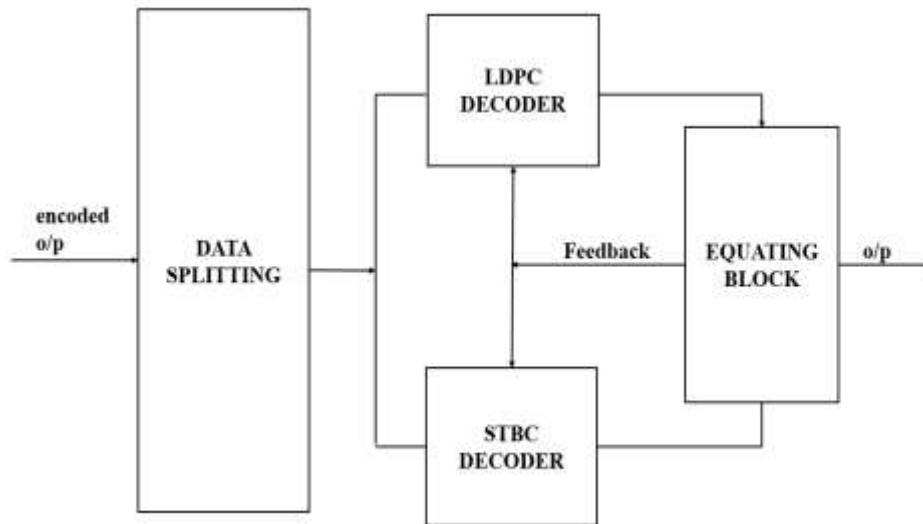 encoded
o/p
DATA
SPLITTING
LDPC
DECODER
Feedback
EQUATING
BLOCK
o/p
STBC
DECODER